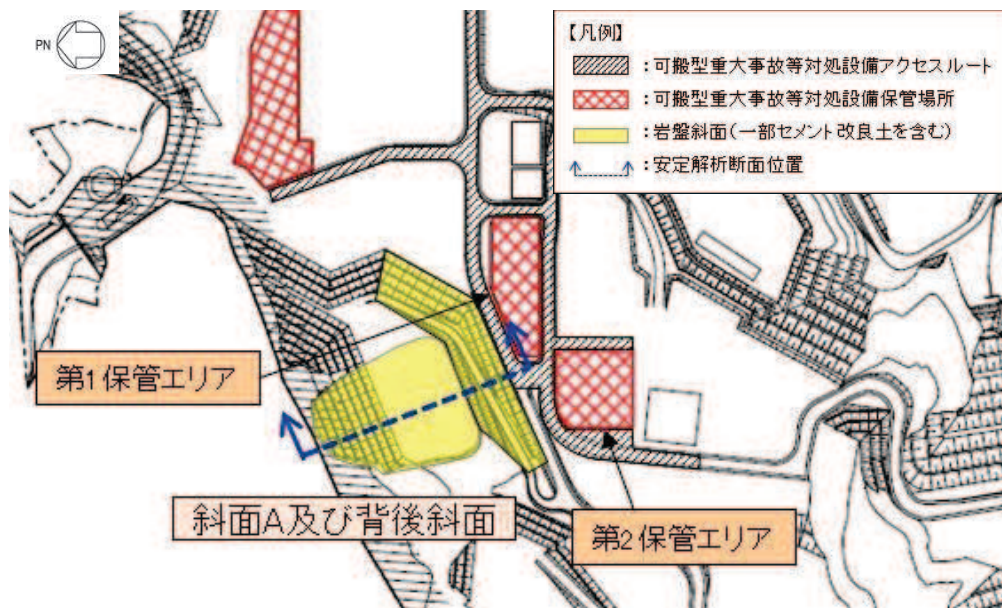 PN
【凡例】
：可搬型重大事故等対処設備アクセスルート
：可搬型重大事故等対処設備保管場所
：岩盤斜面（一部セメント改良土を含む）
：安定解析断面位置
第1保管エリア
斜面A及び背後斜面
第2保管エリア